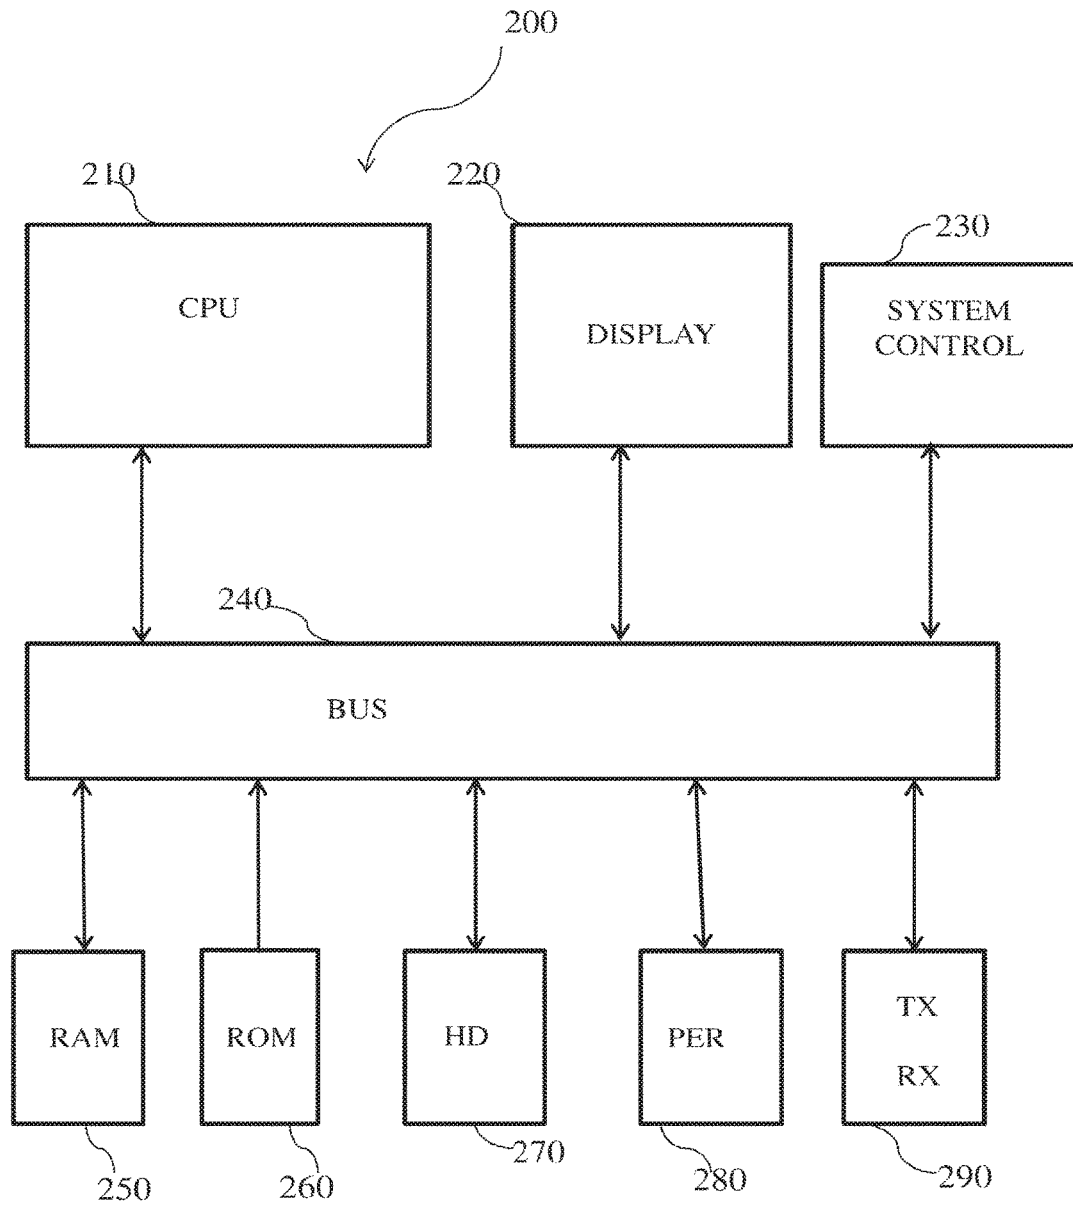 200
210
220
230
CPU
DISPLAY
SYSTEM
CONTROL
240
BUS
RAM
ROM
HD
PER
TX
RX
250
260
270
280
290